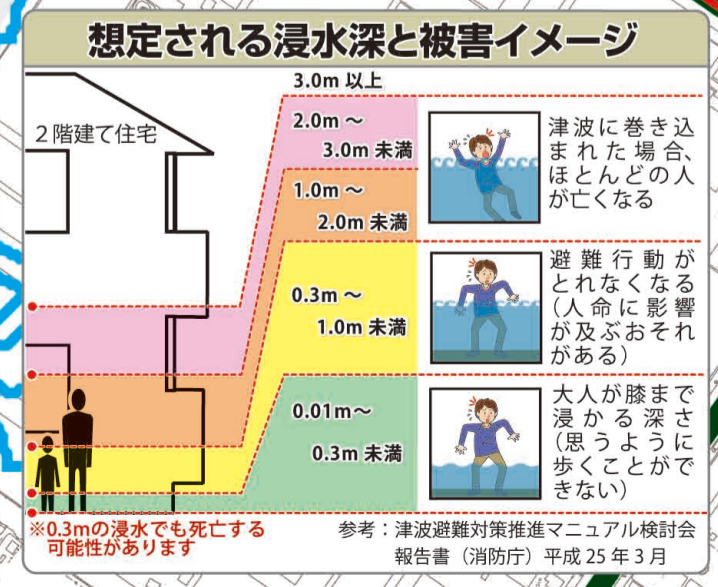 想定される浸水深と被害イメージ
2階建て住宅
3.0m 以上
2.0m ～
3.0m 未満
1.0m ～
2.0m 未満
0.3m ～
1.0m 未満
0.01m～
0.3m 未満
津波に巻き込
まれた場合、
ほとんどの人
が亡くなる
避難行動が
とれなくなる
(人命に影響
が及ぶおそれ
がある)
大人が膝まで
浸かる深さ
(思うように
歩くことがで
きない)
※0.3mの浸水でも死亡する
可能性があります
参考：津波避難対策推進マニュアル検討会
報告書（消防庁）平成25年3月